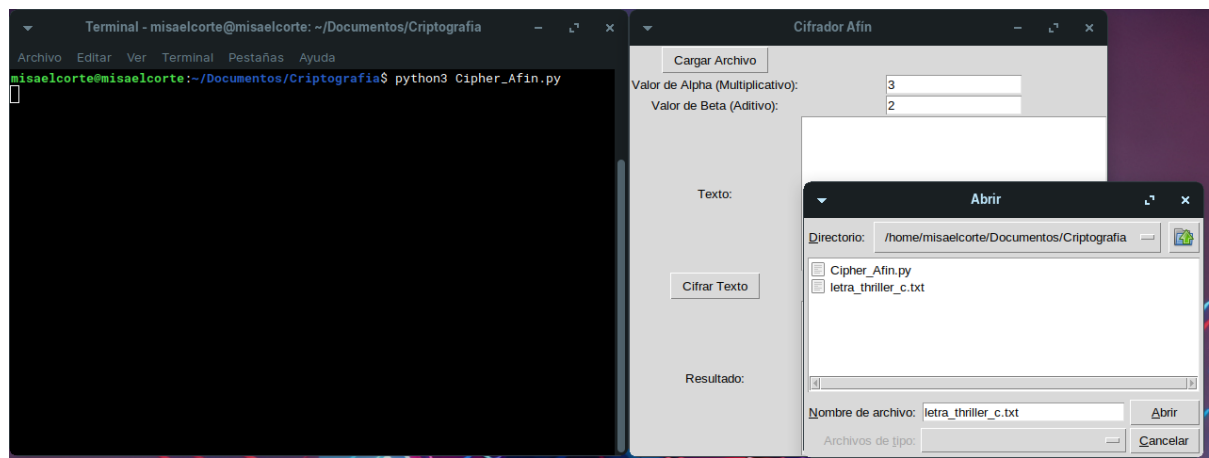 Terminal - misaelcorte@misaelcorte: ~/Documentos/Criptografia
Archivo Editar Ver Terminal Pestañas Ayuda
misaelcorte@misaelcorte:~/Documentos/Criptografia$ python3 Cipher_Afin.py
Cifrador Afín
Cargar Archivo
Valor de Alpha (Multiplicativo): 3
Valor de Beta (Aditivo): 2
Texto:
Cifrar Texto
Resultado:
Abrir
Directorio: /home/misaelcorte/Documentos/Criptografia
Cipher_Afin.py
letra_thriller_c.txt
Nombre de archivo: letra_thriller_c.txt Abrir
Archivos de tipo: Cancelar